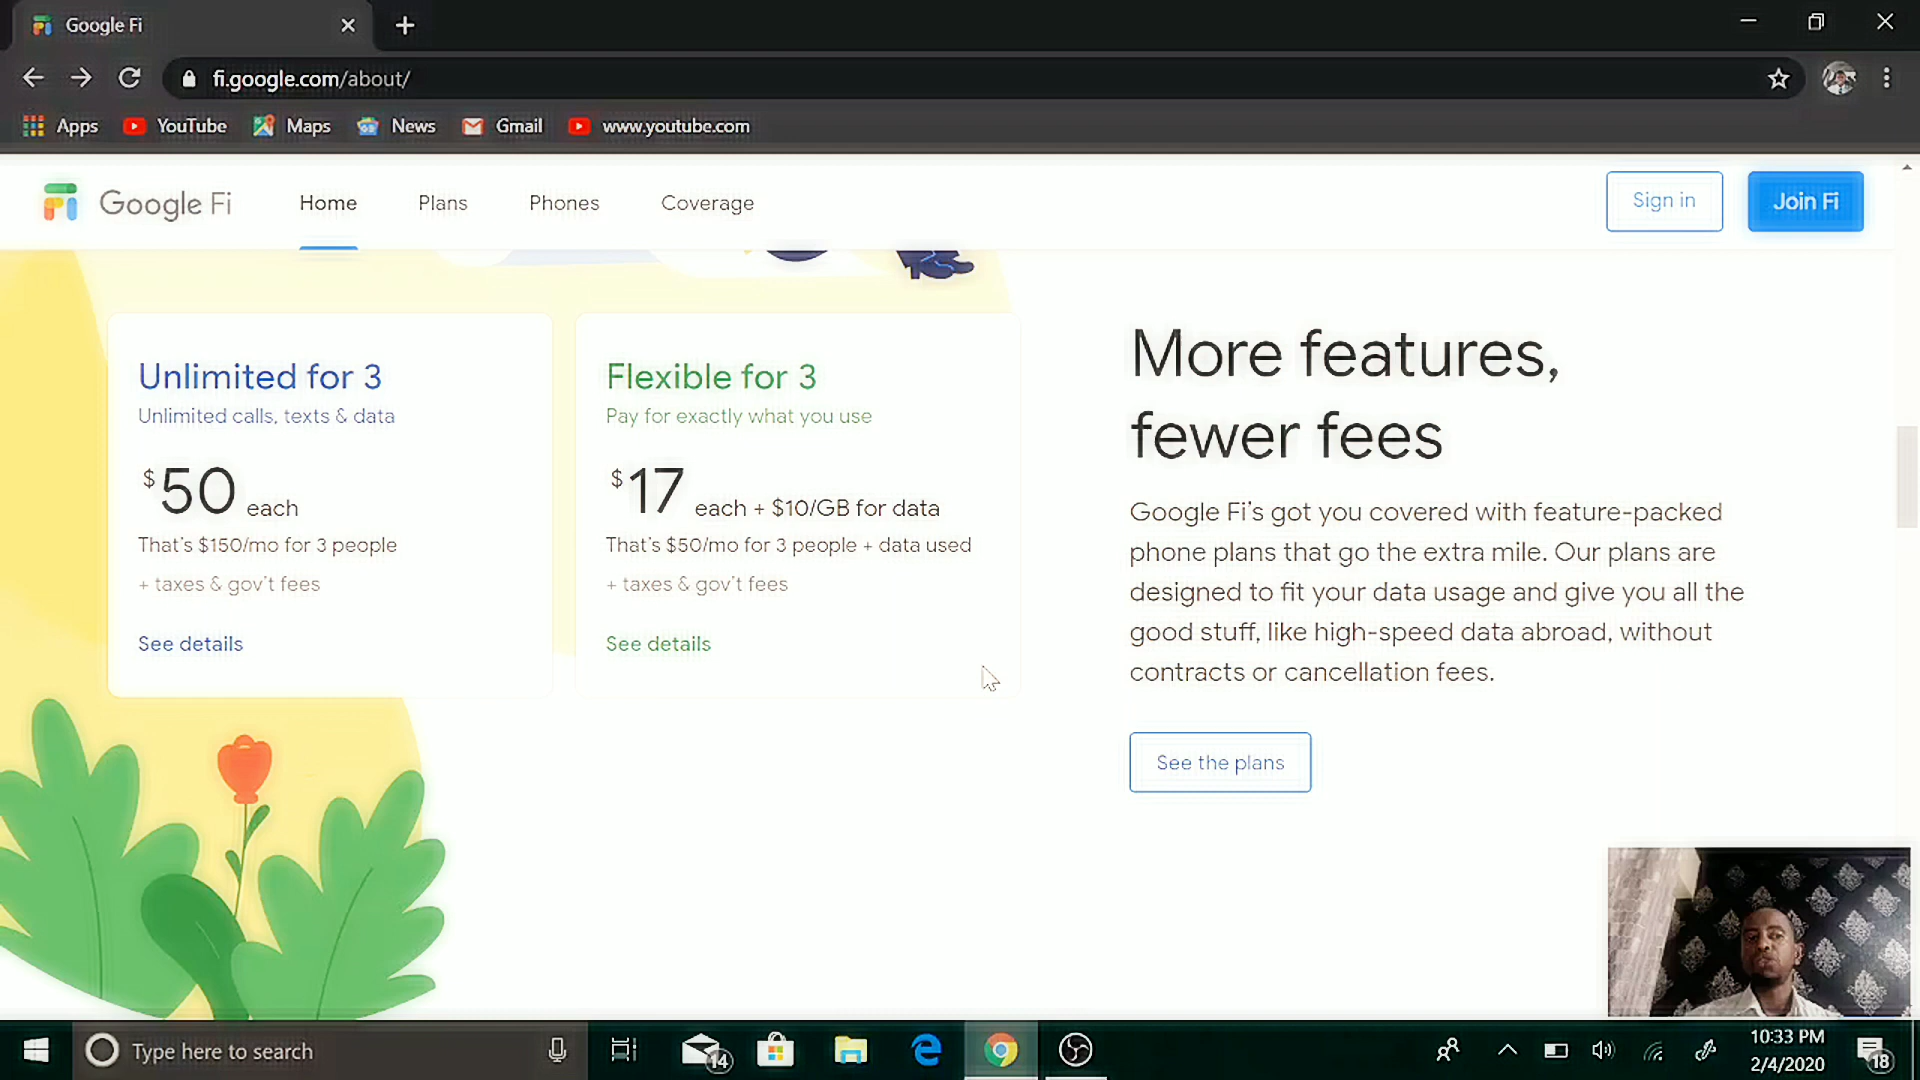 Google Fi
fi.google.com/about/
Apps
YouTube
Maps
News
Gmail
www.youtube.com
Google Fi
Home
Plans
Phones
Coverage
Sign in
Join Fi
Unlimited for 3
Unlimited calls, texts & data
$50 each
That's $150/mo for 3 people
+ taxes & gov't fees
See details
Flexible for 3
Pay for exactly what you use
$17 each + $10/GB for data
That's $50/mo for 3 people + data used
+ taxes & gov't fees
See details
More features,
fewer fees
Google Fi's got you covered with feature-packed
phone plans that go the extra mile. Our plans are
designed to fit your data usage and give you all the
good stuff, like high-speed data abroad, without
contracts or cancellation fees.
See the plans
Type here to search
14
10:33 PM
2/4/2020
18